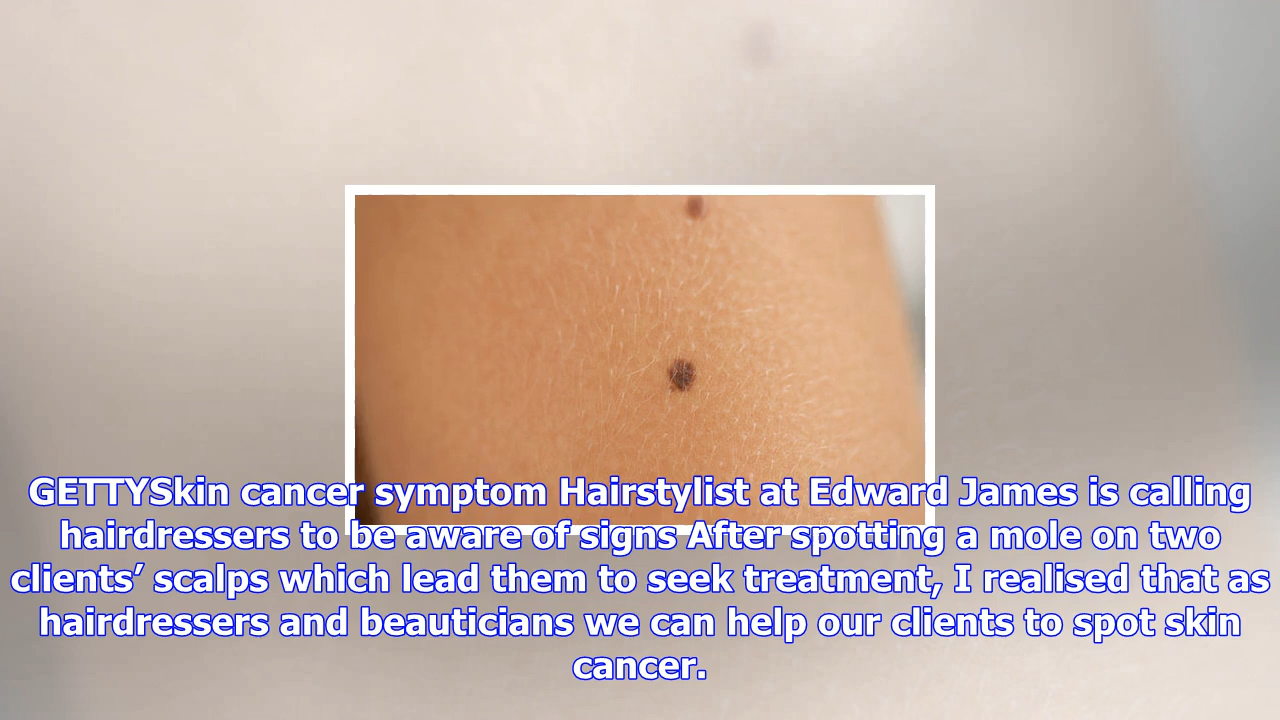 GETTYSkin cancer symptom Hairstylist at Edward James is calling
hairdressers to be aware of signs After spotting a mole on two
clients’ scalps which lead them to seek treatment, I realised that as
hairdressers and beauticians we can help our clients to spot skin
cancer.